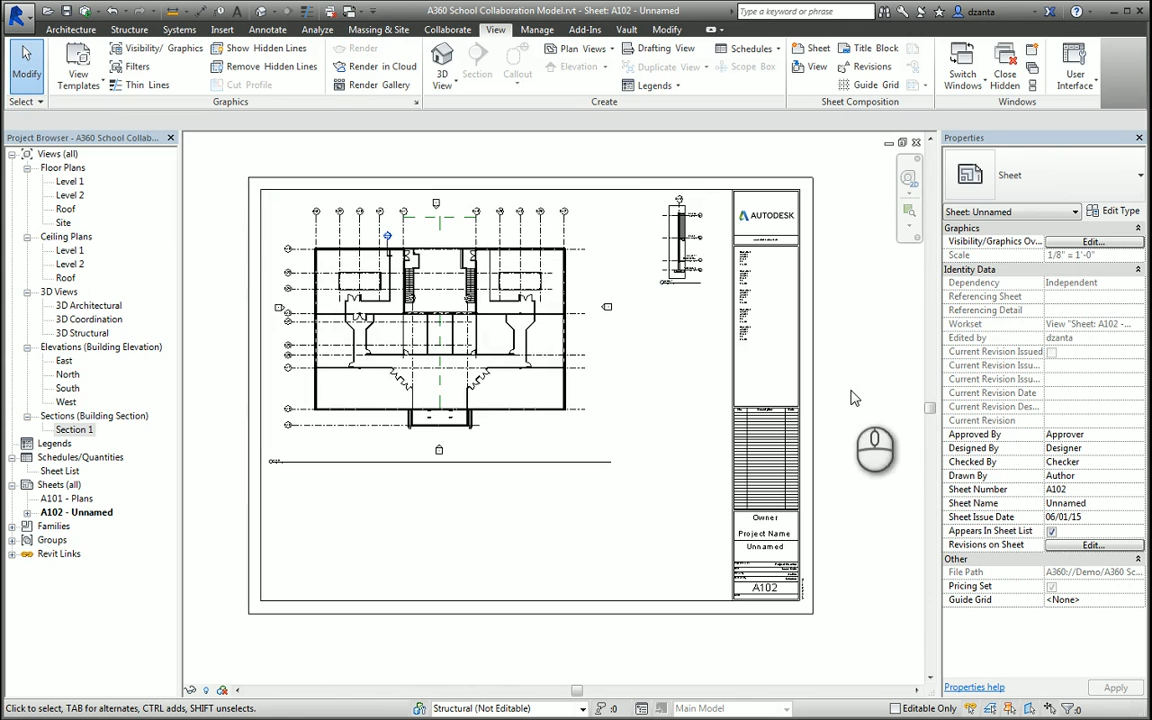 A360 School Collaboration Model.rvt - Sheet: A102 - Unnamed
Type a keyword or phrase
dzanta
Architecture Structure Systems Insert Annotate Analyze Massing & Site Collaborate View Manage Add-Ins Vault Modify
Modify
Select
View Templates
Visibility/ Graphics
Filters
Thin Lines
Show Hidden Lines
Remove Hidden Lines
Cut Profile
Graphics
Render
Render in Cloud
Render Gallery
3D View
Section
Callout
Plan Views
Elevation
Drafting View
Duplicate View
Legends
Schedules
Scope Box
Create
Sheet
View
Title Block
Revisions
Guide Grid
Sheet Composition
Switch Windows
Close Hidden
Windows
User Interface
Project Browser - A360 School Collab...
Views (all)
Floor Plans
Level 1
Level 2
Roof
Site
Ceiling Plans
Level 1
Level 2
Roof
3D Views
3D Architectural
3D Coordination
3D Structural
Elevations (Building Elevation)
East
North
South
West
Sections (Building Section)
Section 1
Legends
Schedules/Quantities
Sheet List
Sheets (all)
A101 - Plans
A102 - Unnamed
Families
Groups
Revit Links
AUTODESK
Owner
Project Name
Unnamed
A102
2D
Properties
Sheet
Sheet: Unnamed
Edit Type
Graphics
Visibility/Graphics Ov... Edit...
Scale 1/8" = 1'-0"
Identity Data
Dependency Independent
Referencing Sheet
Referencing Detail
Workset View "Sheet: A102 -...
Edited by dzanta
Current Revision Issued
Current Revision Issu...
Current Revision Issu...
Current Revision Date
Current Revision Des...
Current Revision
Approved By Approver
Designed By Designer
Checked By Checker
Drawn By Author
Sheet Number A102
Sheet Name Unnamed
Sheet Issue Date 06/01/15
Appears In Sheet List
Revisions on Sheet Edit...
Other
File Path A360://Demo/A360 Sc...
Pricing Set
Guide Grid <None>
Properties help
Apply
Click to select, TAB for alternates, CTRL adds, SHIFT unselects.
Structural (Not Editable)
:0
Main Model
Editable Only
:0